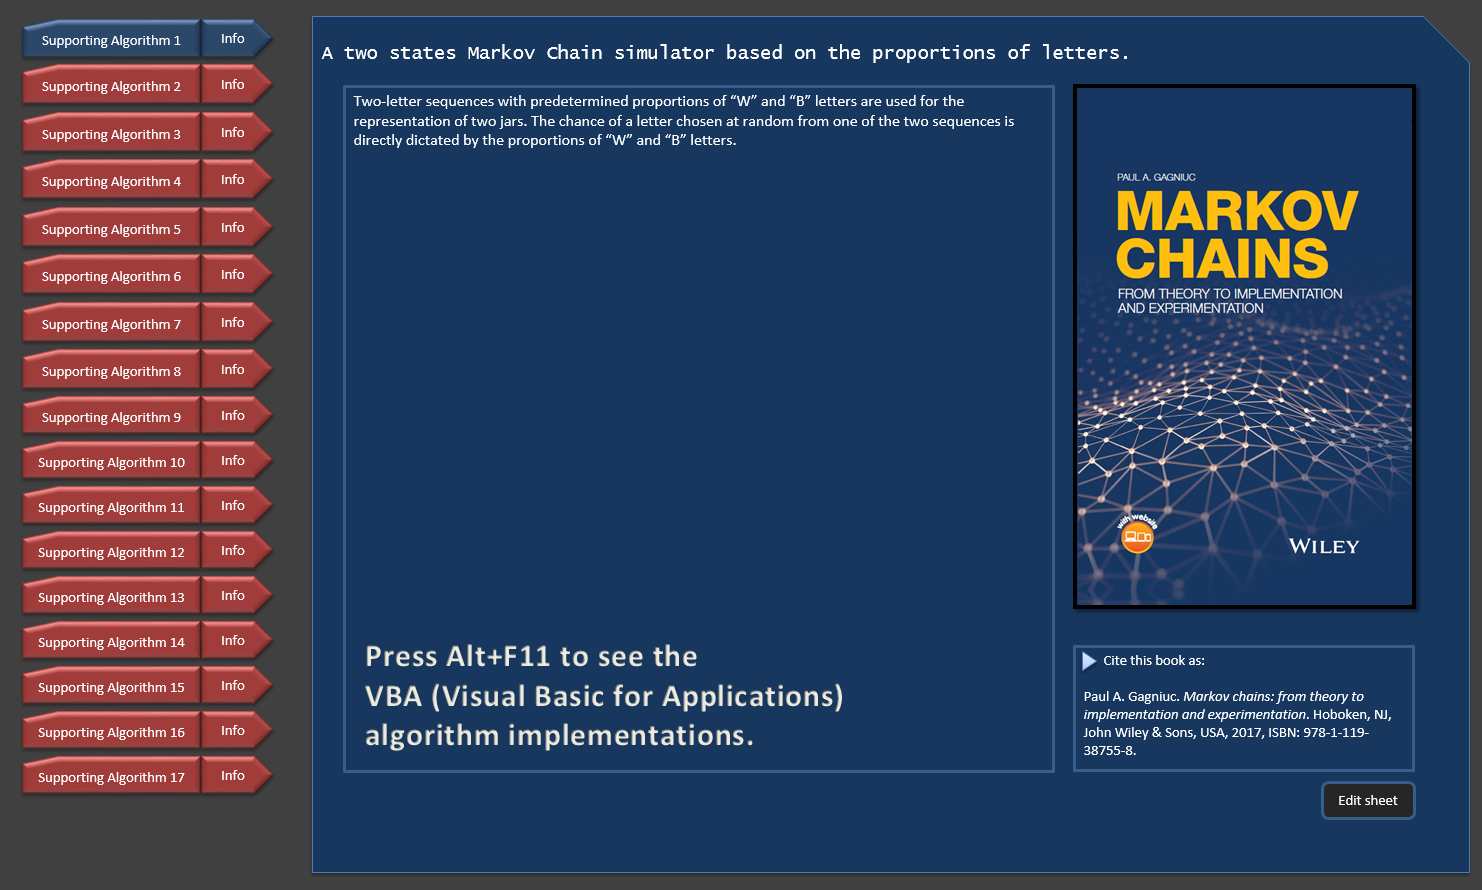 Supporting Algorithm 1 Info
Supporting Algorithm 2 Info
Supporting Algorithm 3 Info
Supporting Algorithm 4 Info
Supporting Algorithm 5 Info
Supporting Algorithm 6 Info
Supporting Algorithm 7 Info
Supporting Algorithm 8 Info
Supporting Algorithm 9 Info
Supporting Algorithm 10 Info
Supporting Algorithm 11 Info
Supporting Algorithm 12 Info
Supporting Algorithm 13 Info
Supporting Algorithm 14 Info
Supporting Algorithm 15 Info
Supporting Algorithm 16 Info
Supporting Algorithm 17 Info
A two states Markov Chain simulator based on the proportions of letters.
Two-letter sequences with predetermined proportions of “W” and “B” letters are used for the
representation of two jars. The chance of a letter chosen at random from one of the two sequences is
directly dictated by the proportions of “W” and “B” letters.
Press Alt+F11 to see the
VBA (Visual Basic for Applications)
algorithm implementations.
PAUL A. GAGNIUC
MARKOV
CHAINS
FROM THEORY TO IMPLEMENTATION
AND EXPERIMENTATION
with website
WILEY
Cite this book as:
Paul A. Gagniuc. Markov chains: from theory to
implementation and experimentation. Hoboken, NJ,
John Wiley & Sons, USA, 2017, ISBN: 978-1-119-
38755-8.
Edit sheet